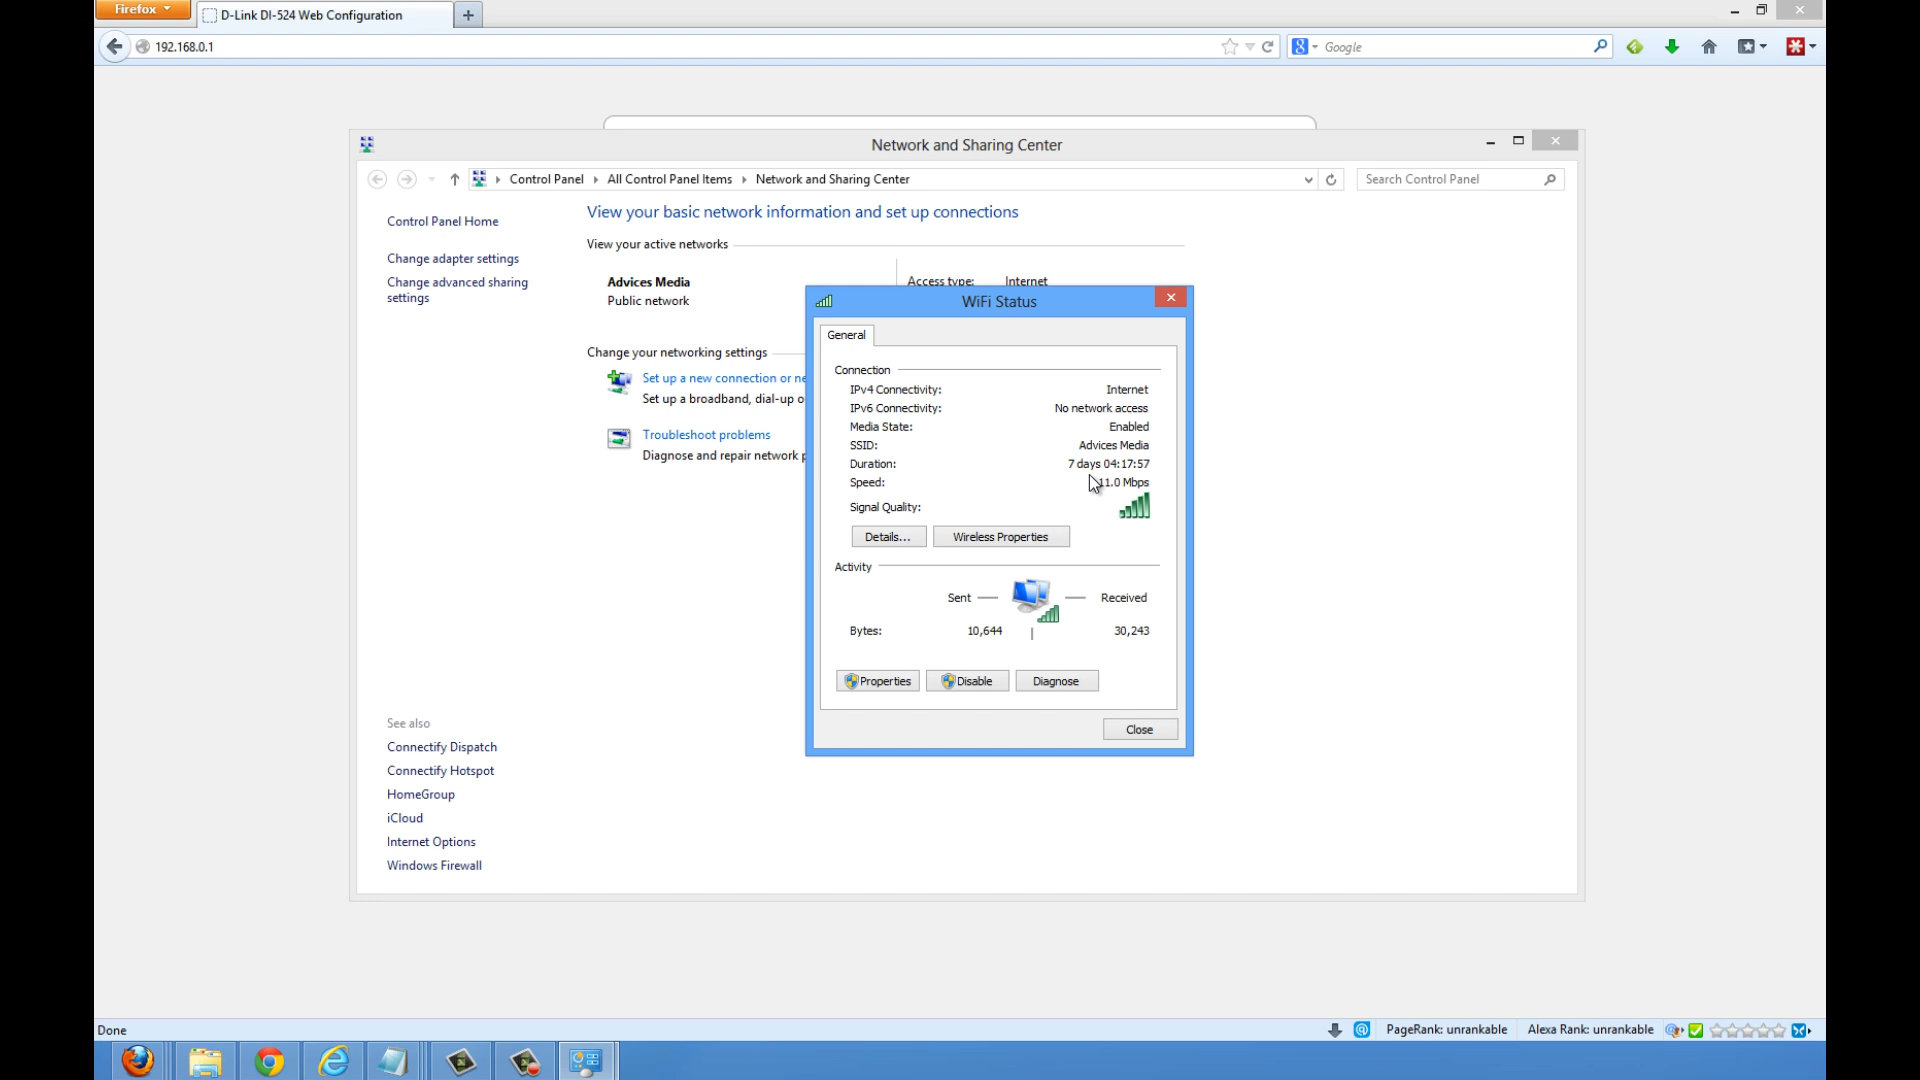 Firefox
D-Link DI-524 Web Configuration
192.168.0.1
Google
Network and Sharing Center
Control Panel
All Control Panel Items
Network and Sharing Center
Search Control Panel
Control Panel Home
Change adapter settings
Change advanced sharing
settings
View your basic network information and set up connections
View your active networks
Advices Media
Public network
Access type:
Internet
Change your networking settings
Set up a new connection or ne
Set up a broadband, dial-up o
Troubleshoot problems
Diagnose and repair network p
WiFi Status
General
Connection
IPv4 Connectivity: Internet
IPv6 Connectivity: No network access
Media State: Enabled
SSID: Advices Media
Duration: 7 days 04:17:57
Speed: 11.0 Mbps
Signal Quality:
Details...
Wireless Properties
Activity
Sent
Received
Bytes: 10,644 30,243
Properties
Disable
Diagnose
Close
See also
Connectify Dispatch
Connectify Hotspot
HomeGroup
iCloud
Internet Options
Windows Firewall
Done
PageRank: unrankable
Alexa Rank: unrankable